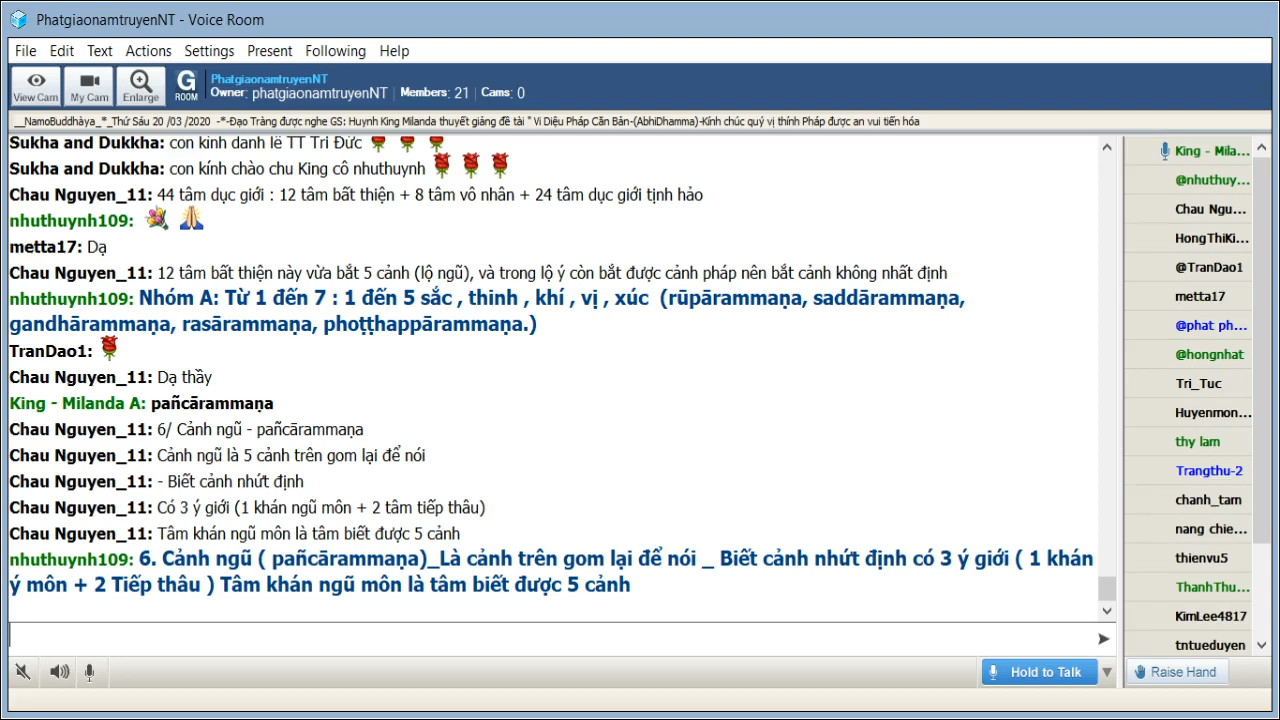 PhatgiaonamtruyenNT - Voice Room
File Edit Text Actions Settings Present Following Help
View Cam My Cam Enlarge G ROOM
PhatgiaonamtruyenNT
Owner: phatgiaonamtruyenNT Members: 21 Cams: 0
__NamoBuddhàya_*_Thứ Sáu 20 /03 /2020 -*-Đạo Tràng được nghe GS: Huynh King Milanda thuyết giảng đề tài " Vi Diệu Pháp Căn Bản-(AbhiDhamma)-Kính chúc quý vị thính Pháp được an vui tiến hóa
Sukha and Dukkha: con kinh danh lê TT Tri Đưc
Sukha and Dukkha: con kính chào chu King cô nhuthuynh
Chau Nguyen_11: 44 tâm dục giới : 12 tâm bất thiện + 8 tâm vô nhân + 24 tâm dục giới tịnh hảo
nhuthuynh109:
metta17: Dạ
Chau Nguyen_11: 12 tâm bất thiện này vừa bắt 5 cảnh (lộ ngũ), và trong lộ ý còn bắt được cảnh pháp nên bắt cảnh không nhất định
nhuthuynh109: Nhóm A: Từ 1 đến 7 : 1 đến 5 sắc , thinh , khí , vị , xúc (rūpārammaṇa, saddārammaṇa,
gandhārammaṇa, rasārammaṇa, phoṭṭhappārammaṇa.)
TranDao1:
Chau Nguyen_11: Dạ thầy
King - Milanda A: pañcārammaṇa
Chau Nguyen_11: 6/ Cảnh ngũ - pañcārammaṇa
Chau Nguyen_11: Cảnh ngũ là 5 cảnh trên gom lại để nói
Chau Nguyen_11: - Biết cảnh nhứt định
Chau Nguyen_11: Có 3 ý giới (1 khán ngũ môn + 2 tâm tiếp thâu)
Chau Nguyen_11: Tâm khán ngũ môn là tâm biết được 5 cảnh
nhuthuynh109: 6. Cảnh ngũ ( pañcārammaṇa)_Là cảnh trên gom lại để nói _ Biết cảnh nhứt định có 3 ý giới ( 1 khán
ý môn + 2 Tiếp thâu ) Tâm khán ngũ môn là tâm biết được 5 cảnh
King - Mila...
@nhuthuy...
Chau Ngu...
HongThiKi...
@TranDao1
metta17
@phat ph...
@hongnhat
Tri_Tuc
Huyenmon...
thy lam
Trangthu-2
chanh_tam
nang chie...
thienvu5
ThanhThu...
KimLee4817
tntueduyen
Hold to Talk Raise Hand